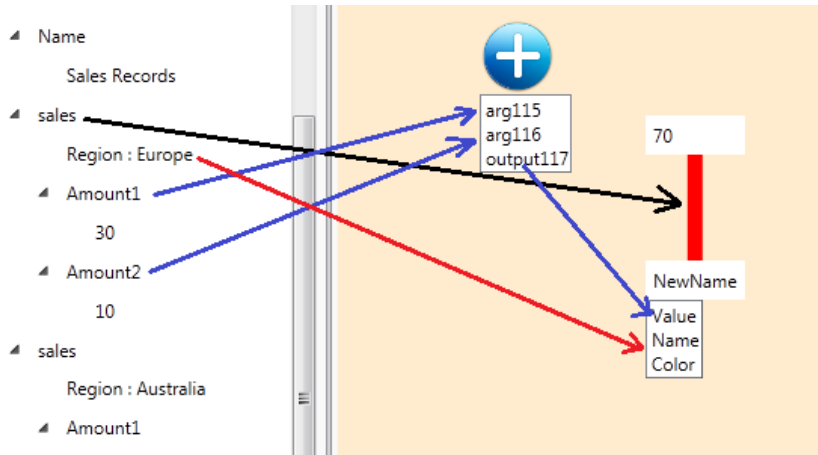 Name
Sales Records
sales
Region : Europe
Amount1
30
Amount2
10
sales
Region : Australia
Amount1
arg115
arg116
output117
70
NewName
Value
Name
Color